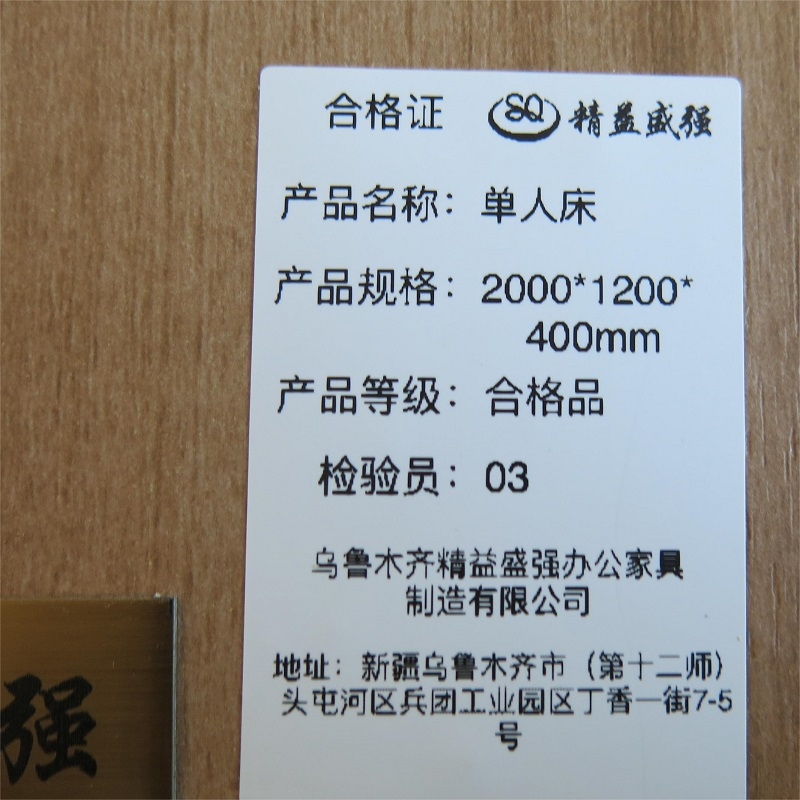 合格证 SQ 精益盛强
产品名称：单人床
产品规格：2000*1200*
400mm
产品等级：合格品
检验员：03
乌鲁木齐精益盛强办公家具
制造有限公司
地址：新疆乌鲁木齐市（第十二师）
头屯河区兵团工业园区丁香一街7-5
号
强